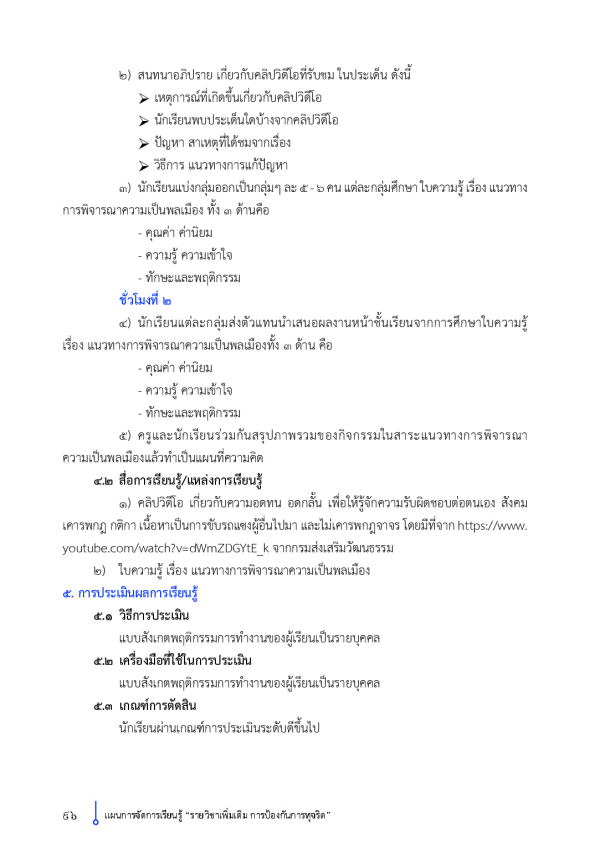 ๒) สนทนาอภิปราย เกี่ยวกับคลิปวิดีโอที่รับชม ในประเด็น ดังนี้
➢ เหตุการณ์ที่เกิดขึ้นเกี่ยวกับคลิปวิดีโอ
➢ นักเรียนพบประเด็นใดบ้างจากคลิปวิดีโอ
➢ ปัญหา สาเหตุที่ได้ชมจากเรื่อง
➢ วิธีการ แนวทางการแก้ปัญหา
๓) นักเรียนแบ่งกลุ่มออกเป็นกลุ่มๆ ละ ๕ - ๖ คน แต่ละกลุ่มศึกษา ใบความรู้ เรื่อง แนวทาง
การพิจารณาความเป็นพลเมือง ทั้ง ๓ ด้านคือ
- คุณค่า ค่านิยม
- ความรู้ ความเข้าใจ
- ทักษะและพฤติกรรม
ชั่วโมงที่ ๒
๔) นักเรียนแต่ละกลุ่มส่งตัวแทนนำเสนอผลงานหน้าชั้นเรียนจากการศึกษาใบความรู้
เรื่อง แนวทางการพิจารณาความเป็นพลเมืองทั้ง ๓ ด้าน คือ
- คุณค่า ค่านิยม
- ความรู้ ความเข้าใจ
- ทักษะและพฤติกรรม
๕) ครูและนักเรียนร่วมกันสรุปภาพรวมของกิจกรรมในสาระแนวทางการพิจารณา
ความเป็นพลเมืองแล้วทำเป็นแผนที่ความคิด
๔.๒ สื่อการเรียนรู้/แหล่งการเรียนรู้
๑) คลิปวิดีโอ เกี่ยวกับความอดทน อดกลั้น เพื่อให้รู้จักความรับผิดชอบต่อตนเอง สังคม
เคารพกฎ กติกา เนื้อหาเป็นการขับรถแซงผู้อื่นไปมา และไม่เคารพกฎจาจร โดยมีที่จาก https://www.
youtube.com/watch?v=dWmZDGYtE_k จากกรมส่งเสริมวัฒนธรรม
๒) ใบความรู้ เรื่อง แนวทางการพิจารณาความเป็นพลเมือง
๕. การประเมินผลการเรียนรู้
๕.๑ วิธีการประเมิน
แบบสังเกตพฤติกรรมการทำงานของผู้เรียนเป็นรายบุคคล
๕.๒ เครื่องมือที่ใช้ในการประเมิน
แบบสังเกตพฤติกรรมการทำงานของผู้เรียนเป็นรายบุคคล
๕.๓ เกณฑ์การตัดสิน
นักเรียนผ่านเกณฑ์การประเมินระดับดีขึ้นไป
๕๖ แผนการจัดการเรียนรู้ “รายวิชาเพิ่มเติม การป้องกันการทุจริต”